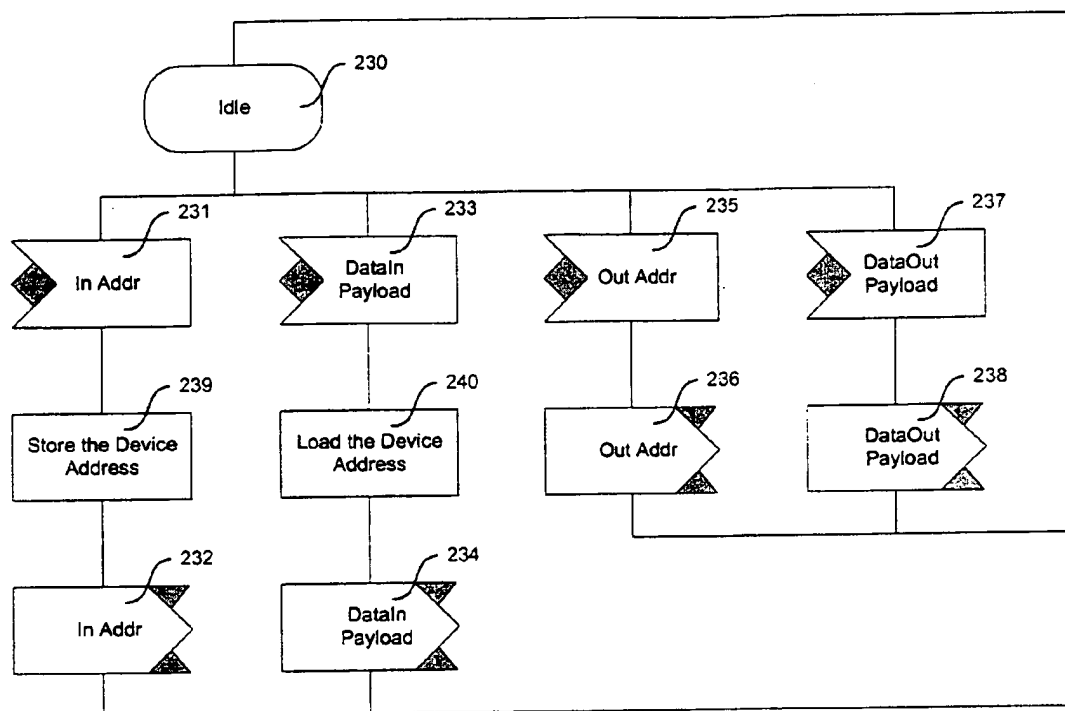 230
Idle
231
233
235
237
In Addr
DataIn
Payload
Out Addr
DataOut
Payload
239
240
236
238
Store the Device
Address
Load the Device
Address
Out Addr
DataOut
Payload
232
234
In Addr
DataIn
Payload